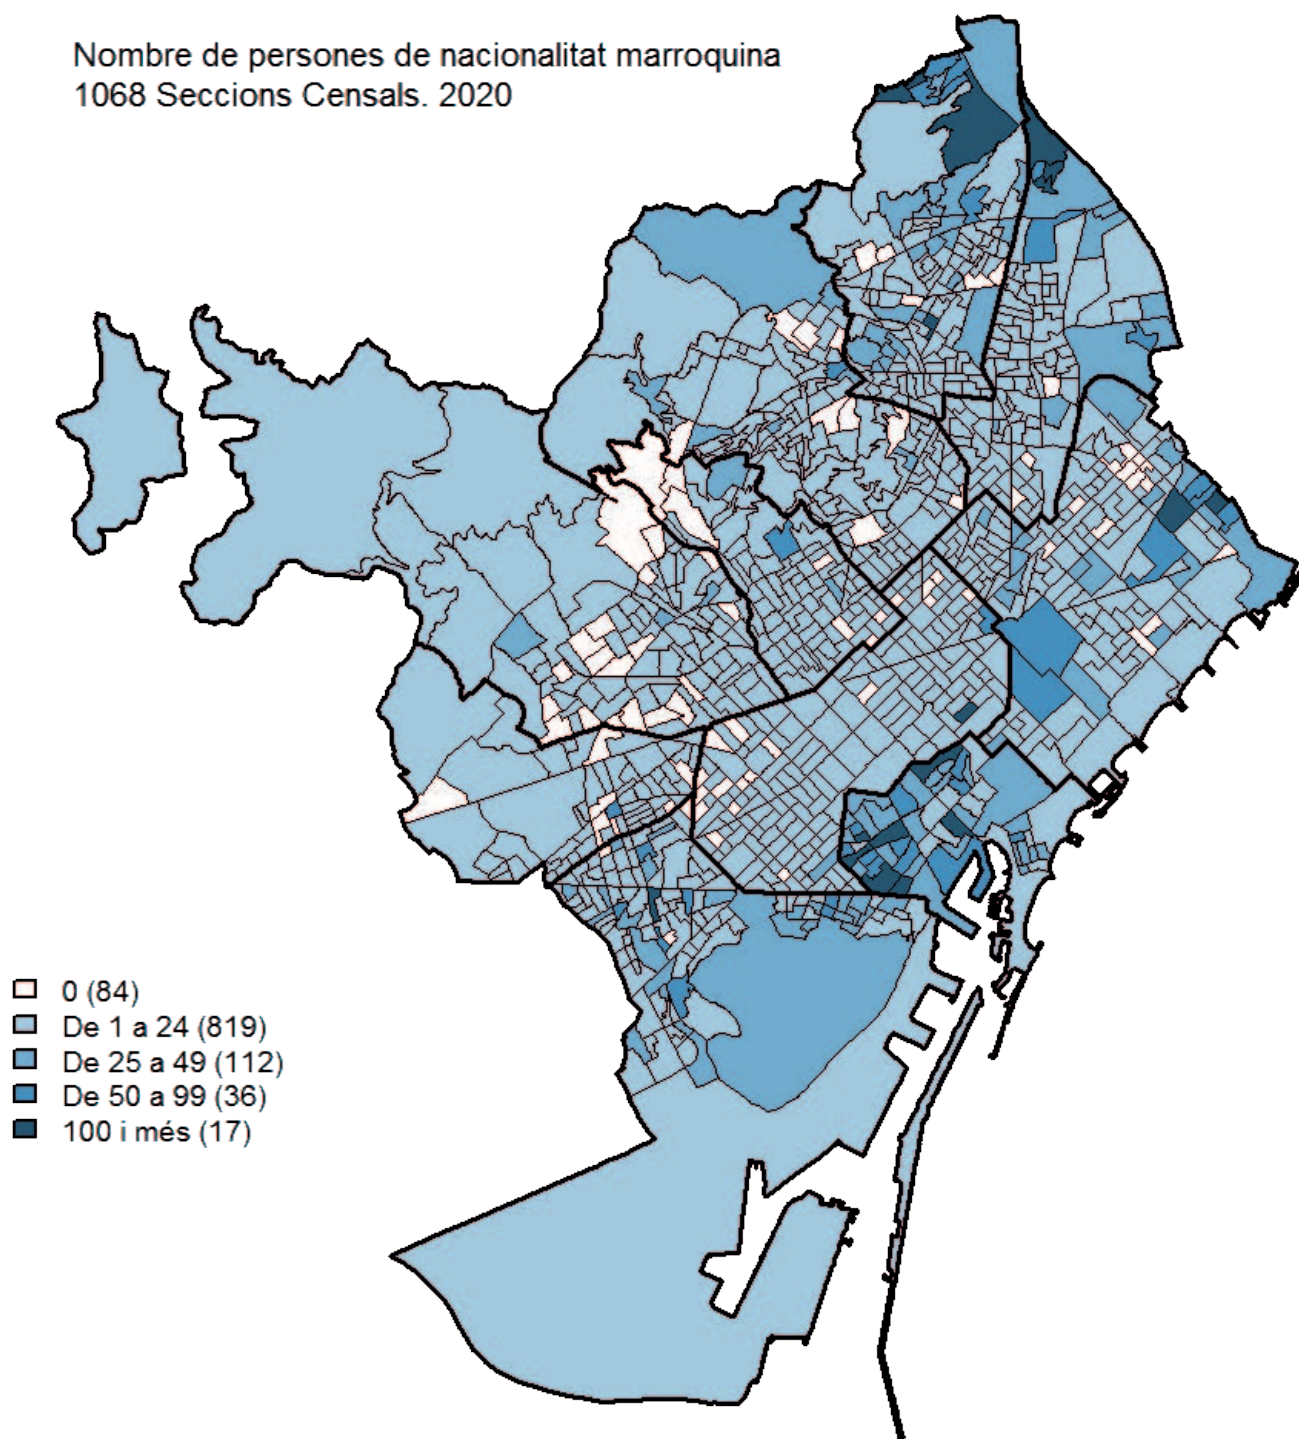 Nombre de persones de nacionalitat marroquina
1068 Seccions Censals. 2020
0 (84)
De 1 a 24 (819)
De 25 a 49 (112)
De 50 a 99 (36)
100 i més (17)